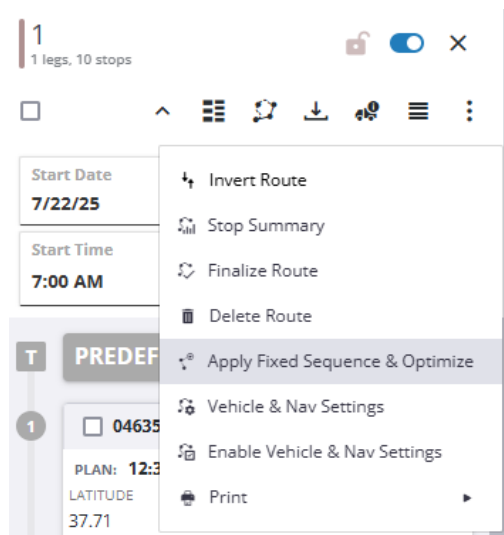 1
1 legs, 10 stops
Start Date
7/22/25
Start Time
7:00 AM
Invert Route
Stop Summary
Finalize Route
Delete Route
Apply Fixed Sequence & Optimize
Vehicle & Nav Settings
Enable Vehicle & Nav Settings
Print
T
PREDEF
1
04635
PLAN: 12:3
LATITUDE
37.71